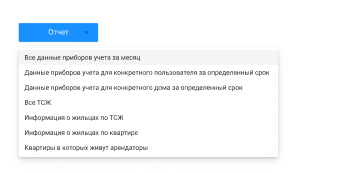 Отчет
Все данные приборов учета за месяц
Данные приборов учета для конкретного пользователя за определенный срок
Данные приборов учета для конкретного дома за определенный срок
Все ТСЖ
Информация о жильцах по ТСЖ
Информация о жильцах по квартире
Квартиры в которых живут арендаторы